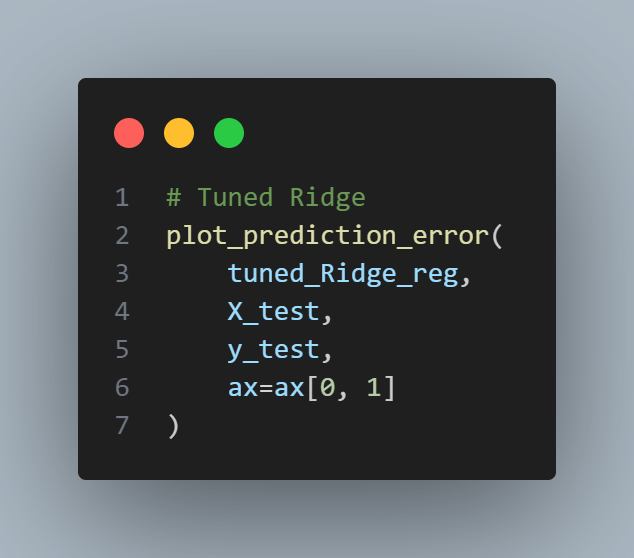 1 # Tuned Ridge
2 plot_prediction_error(
3     tuned_Ridge_reg,
4     X_test,
5     y_test,
6     ax=ax[0, 1]
7 )